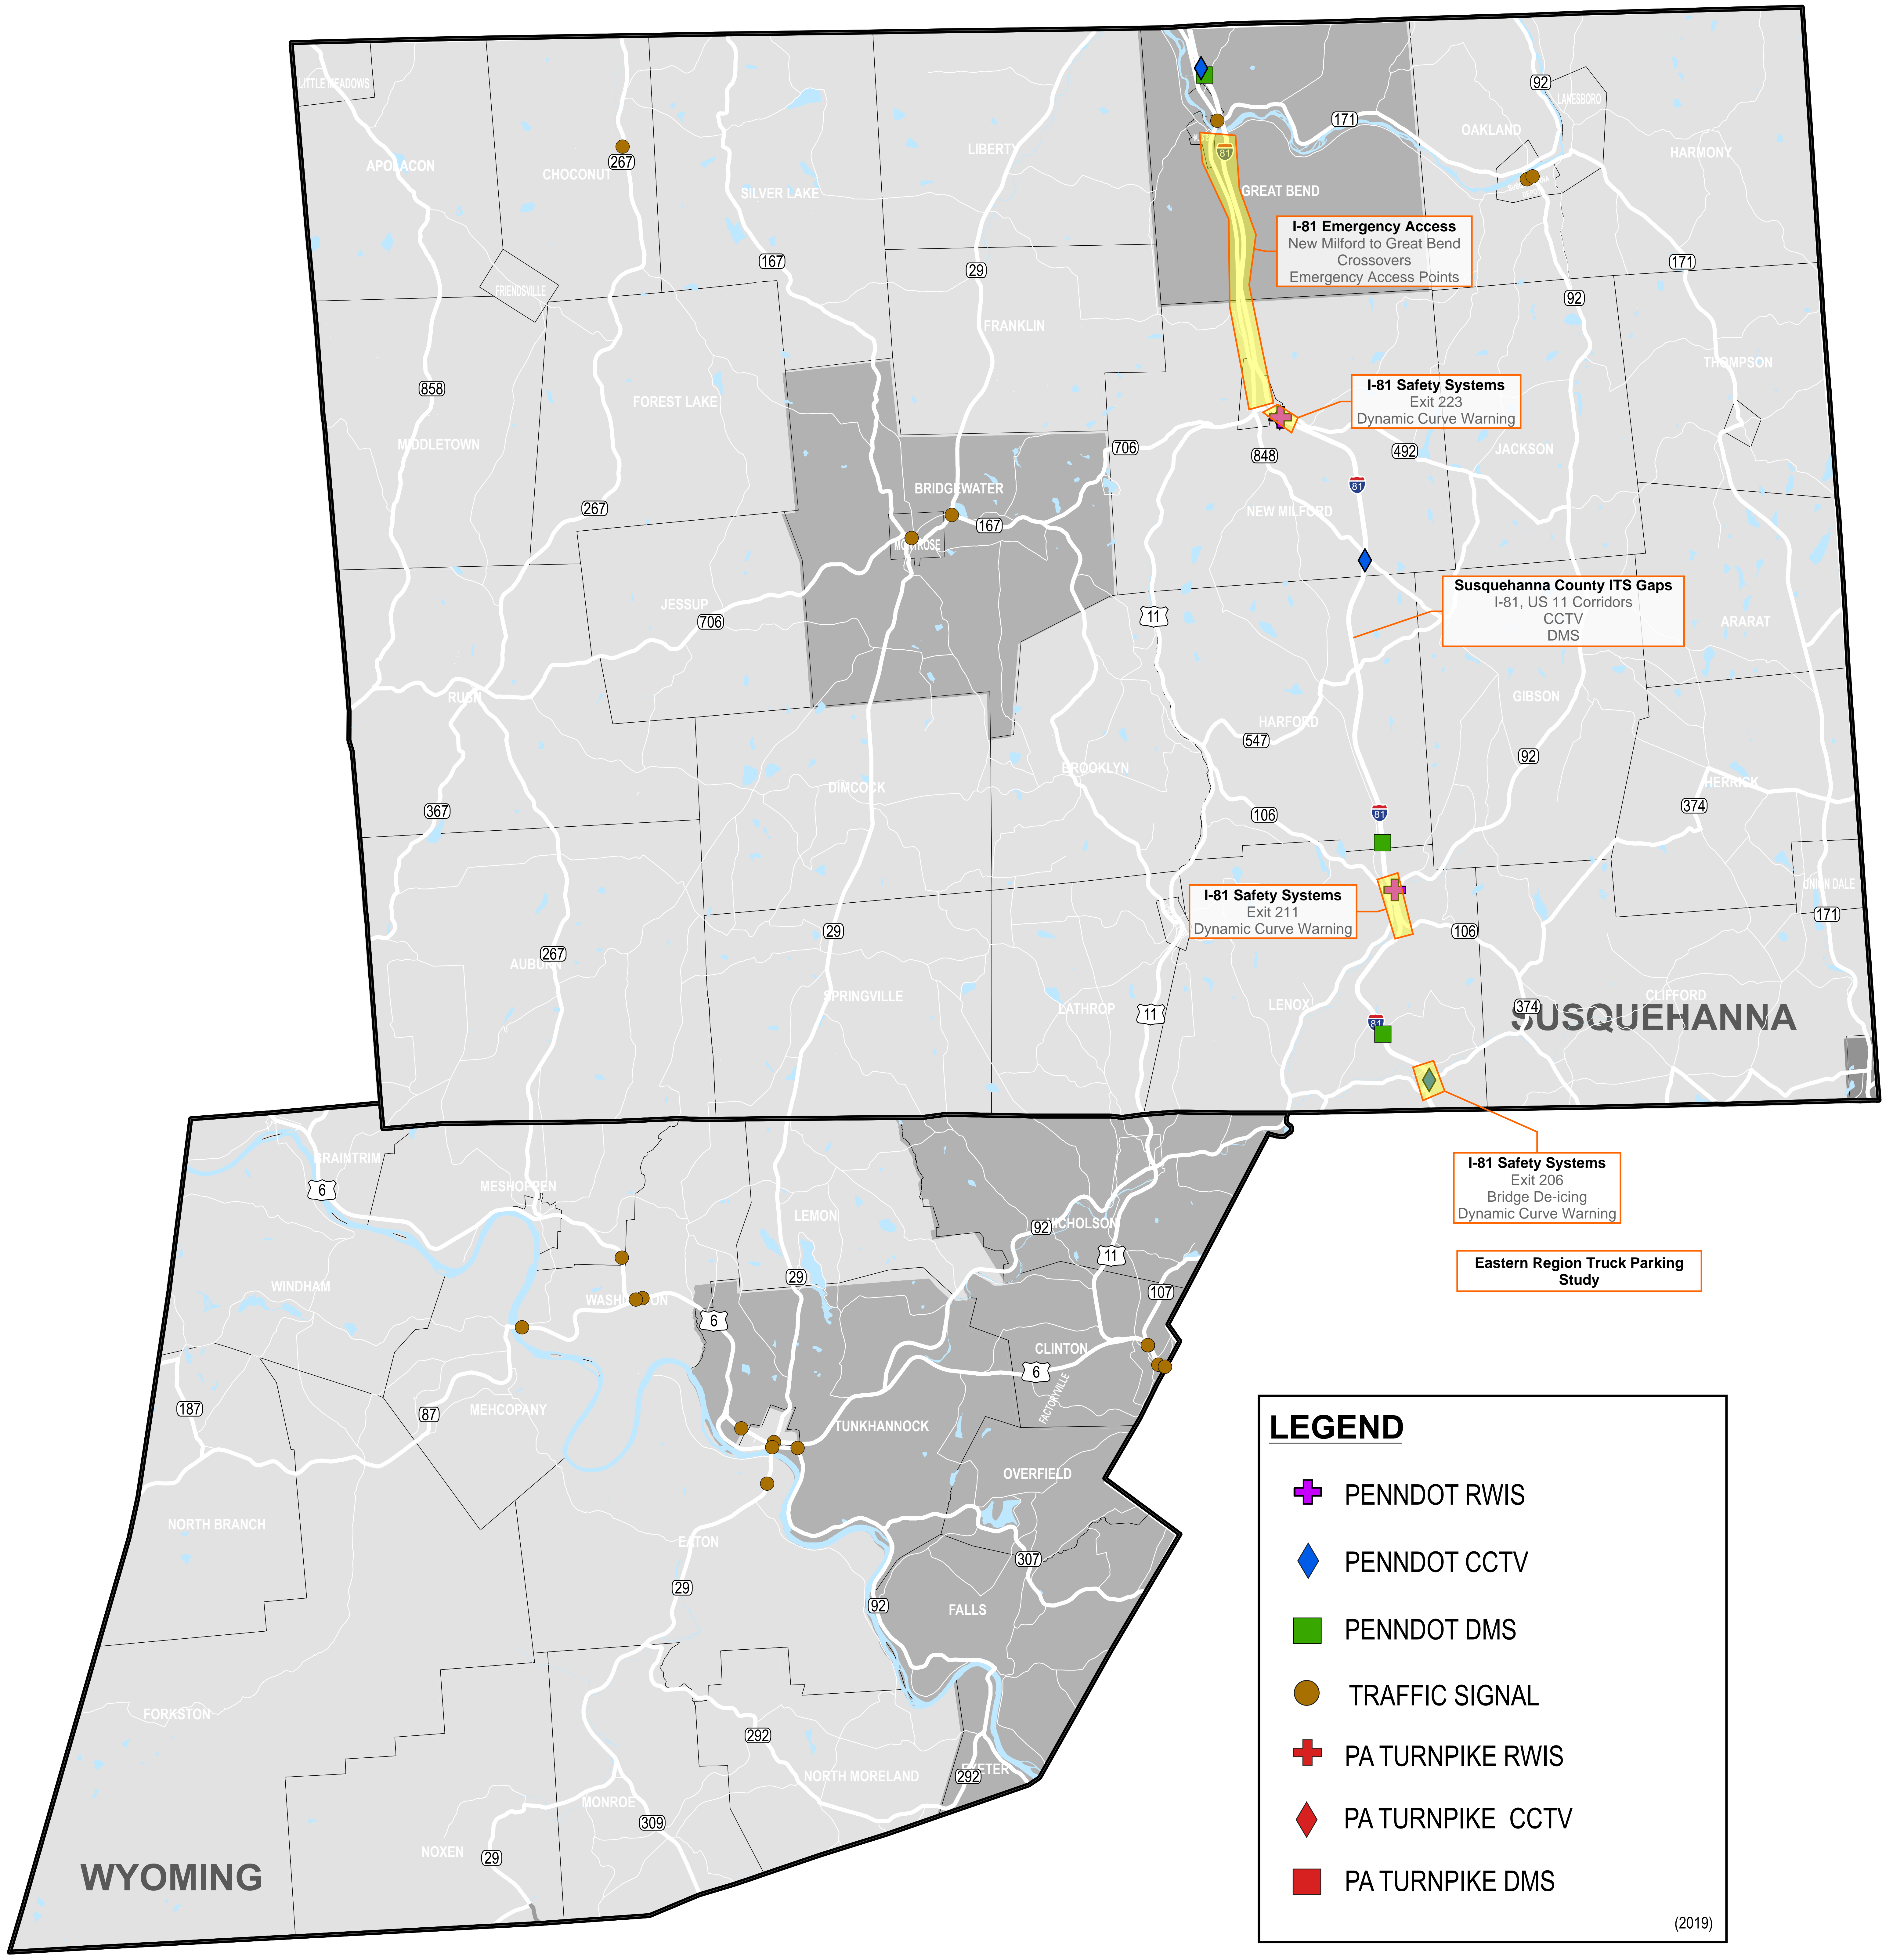 LITTLE MEADOWS
APOLACON
CHOCONUT
267
SILVER LAKE
LIBERTY
81
171
92
LANESBORO
OAKLAND
HARMONY
GREAT BEND
I-81 Emergency Access
New Milford to Great Bend
Crossovers
Emergency Access Points
FRIENDSVILLE
167
29
FRANKLIN
171
92
THOMPSON
858
FOREST LAKE
MIDDLETOWN
I-81 Safety Systems
Exit 223
Dynamic Curve Warning
706
848
492
JACKSON
81
BRIDGEWATER
267
167
MONTROSE
NEW MILFORD
JESSUP
706
11
Susquehanna County ITS Gaps
I-81, US 11 Corridors
CCTV
DMS
ARARAT
RUSH
GIBSON
HARFORD
547
92
BROOKLYN
DIMCOCK
HERRICK
374
367
106
81
UNION DALE
171
I-81 Safety Systems
Exit 211
Dynamic Curve Warning
29
106
267
AUBURN
SPRINGVILLE
LATHROP
11
LENOX
CLIFFORD
374
SUSQUEHANNA
81
BRAINTRIM
6
MESHOPPEN
LEMON
92
NICHOLSON
11
I-81 Safety Systems
Exit 206
Bridge De-icing
Dynamic Curve Warning
Eastern Region Truck Parking
Study
WINDHAM
WASHINGTON
29
107
6
CLINTON
6
FACTORYVILLE
187
87
MEHCOPANY
TUNKHANNOCK
OVERFIELD
NORTH BRANCH
EATON
307
29
92
FALLS
FORKSTON
292
NORTH MORELAND
292
EXETER
MONROE
309
NOXEN
29
WYOMING
LEGEND
PENNDOT RWIS
PENNDOT CCTV
PENNDOT DMS
TRAFFIC SIGNAL
PA TURNPIKE RWIS
PA TURNPIKE CCTV
PA TURNPIKE DMS
(2019)